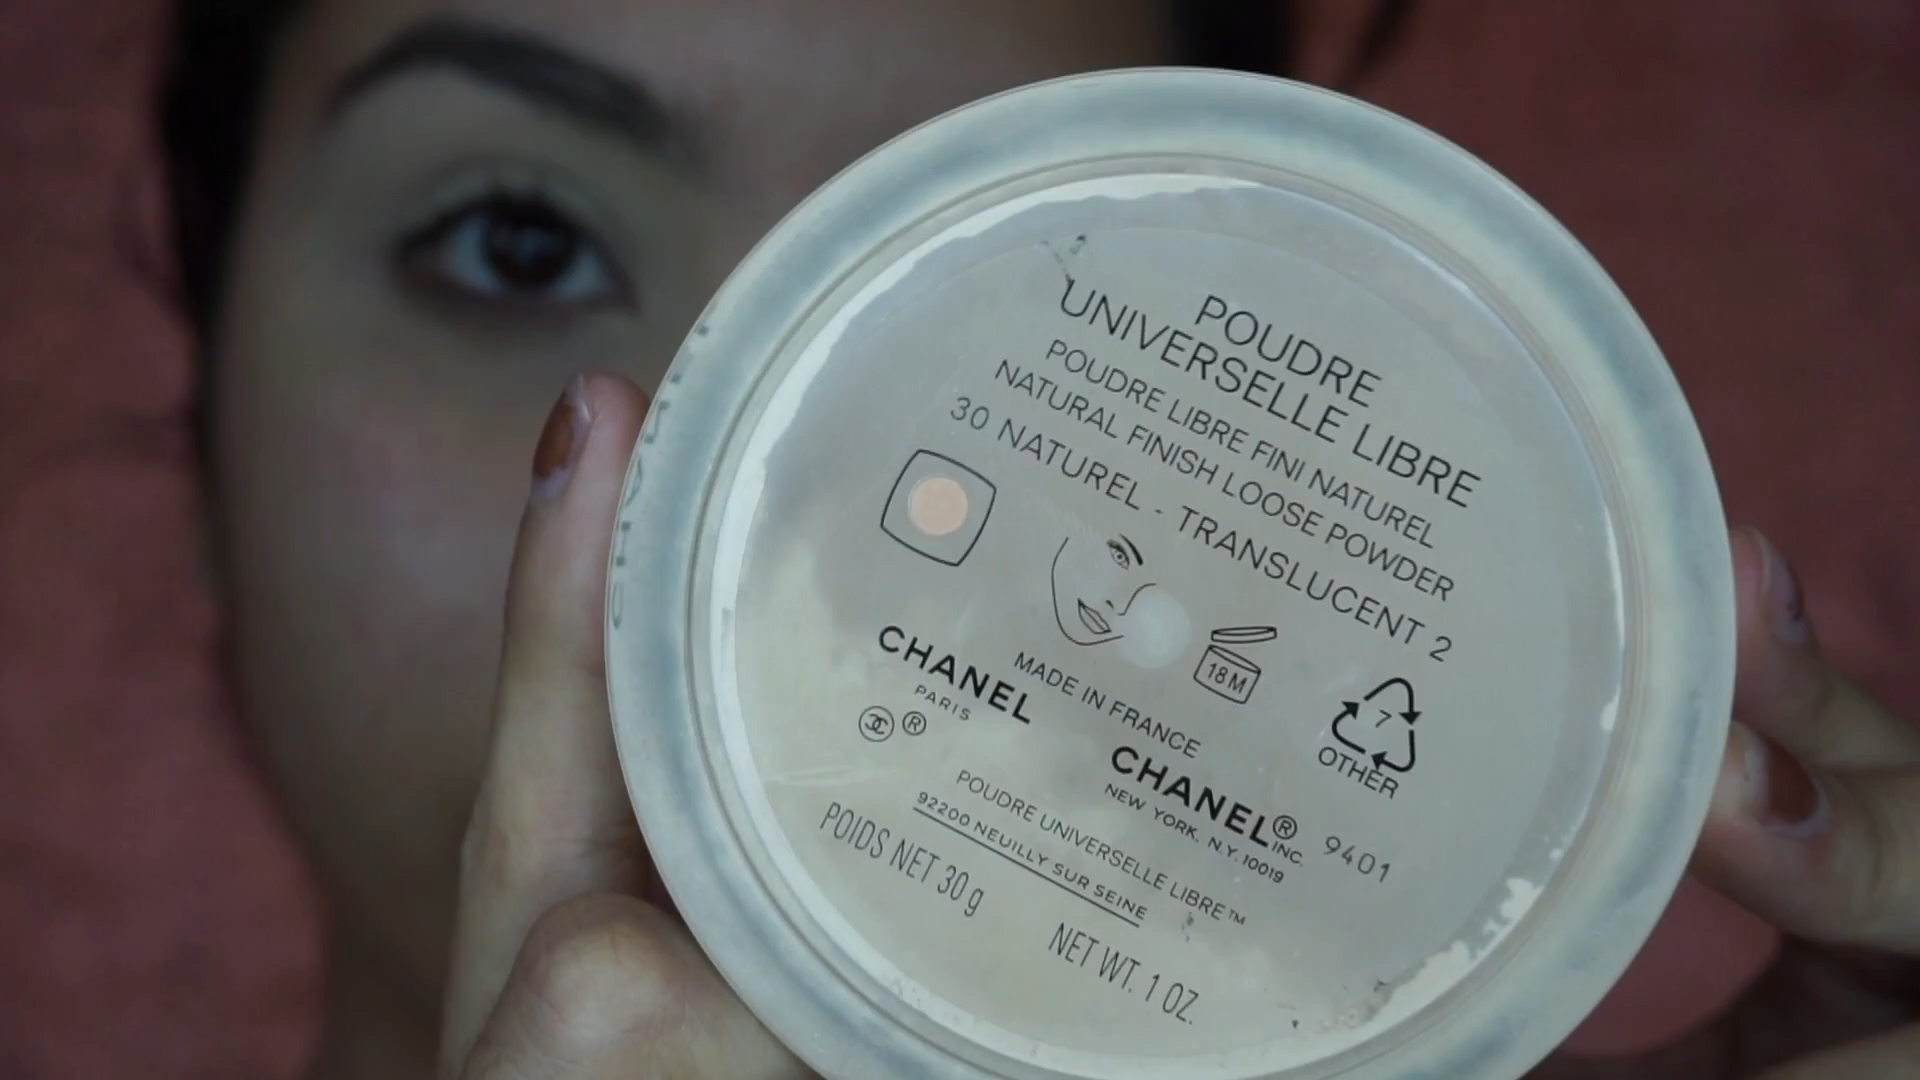 POUDRE
UNIVERSELLE LIBRE
POUDRE LIBRE FINI NATUREL
NATURAL FINISH LOOSE POWDER
30 NATUREL - TRANSLUCENT 2
18M
MADE IN FRANCE
CHANEL
PARIS
®
7
OTHER
CHANEL®
INC.
NEW YORK, N.Y. 10019
9401
POUDRE UNIVERSELLE LIBRE™
92200 NEUILLY SUR SEINE
POIDS NET 30 g
NET WT. 1 OZ.
CHANEL